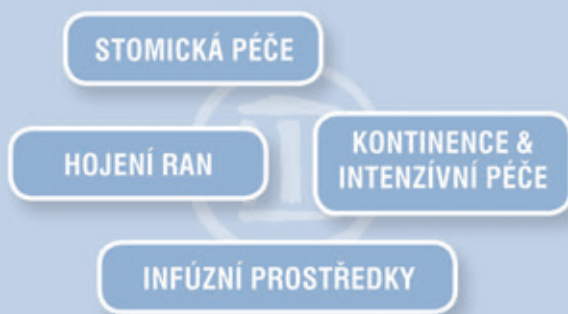 STOMICKÁ PÉČE
HOJENÍ RAN
KONTINENCE &
INTENZÍVNÍ PÉČE
INFÚZNÍ PROSTŘEDKY